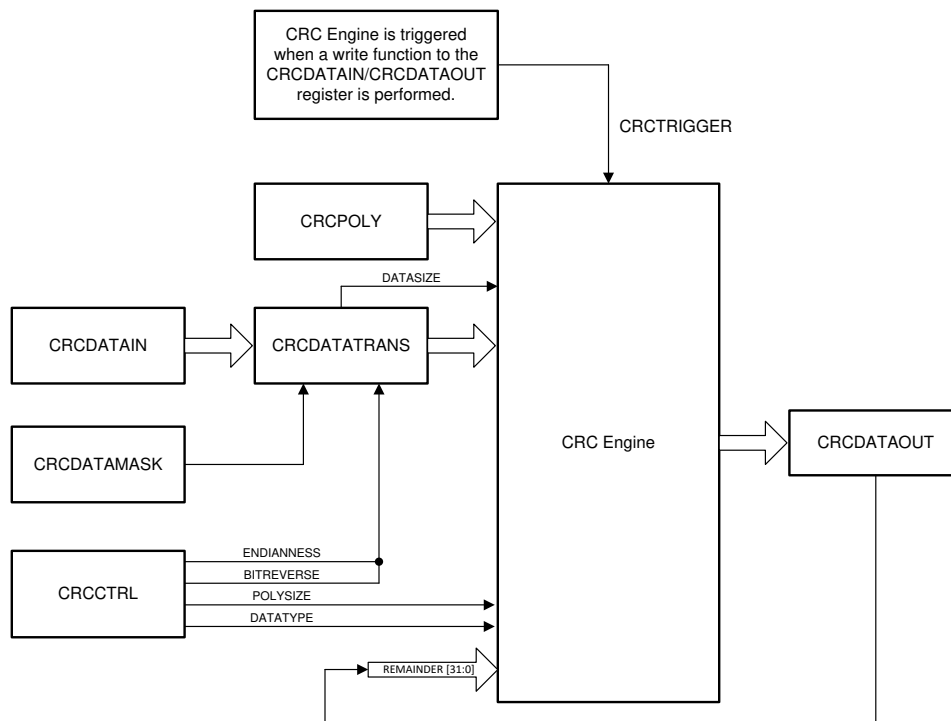 CRC Engine is triggered
when a write function to the
CRCDATAIN/CRCDATAOUT
register is performed.
CRCTRIGGER
CRCPOLY
DATASIZE
CRCDATAIN
CRCDATATRANS
CRCDATAMASK
CRC Engine
CRCDATAOUT
CRCCTRL
ENDIANNESS
BITREVERSE
POLYSIZE
DATATYPE
REMAINDER [31:0]